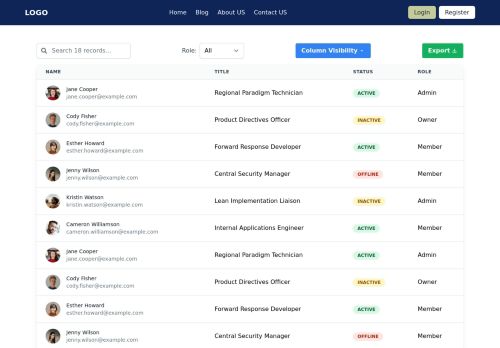 LOGO Home Blog About US Contact US Login Register
Search 18 records... Role: All Column Visibility Export
NAME TITLE STATUS ROLE
Jane Cooper
jane.cooper@example.com Regional Paradigm Technician ACTIVE Admin
Cody Fisher
cody.fisher@example.com Product Directives Officer INACTIVE Owner
Esther Howard
esther.howard@example.com Forward Response Developer ACTIVE Member
Jenny Wilson
jenny.wilson@example.com Central Security Manager OFFLINE Member
Kristin Watson
kristin.watson@example.com Lean Implementation Liaison INACTIVE Admin
Cameron Williamson
cameron.williamson@example.com Internal Applications Engineer ACTIVE Member
Jane Cooper
jane.cooper@example.com Regional Paradigm Technician ACTIVE Admin
Cody Fisher
cody.fisher@example.com Product Directives Officer INACTIVE Owner
Esther Howard
esther.howard@example.com Forward Response Developer ACTIVE Member
Jenny Wilson
jenny.wilson@example.com Central Security Manager OFFLINE Member